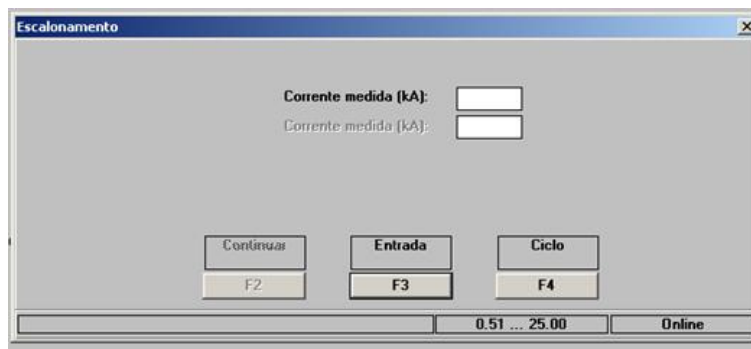 Escalonamento
Corrente medida (kA):
Corrente medida (kA):
Continuar Entrada Ciclo
F2 F3 F4
0.51 ... 25.00 Online